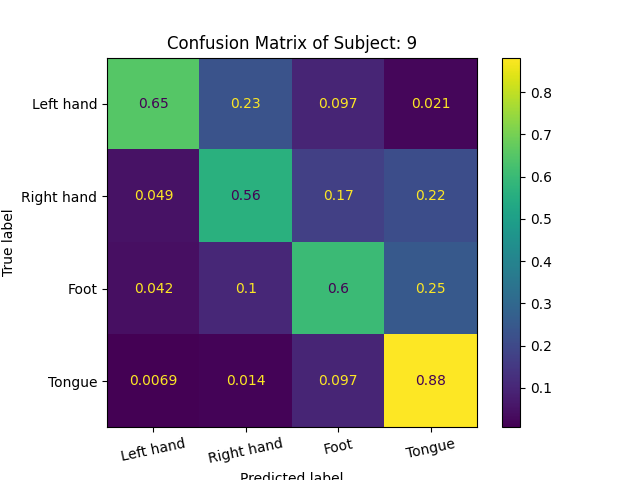 Confusion Matrix of Subject: 9
True label
Left hand 0.65 0.23 0.097 0.021
Right hand 0.049 0.56 0.17 0.22
Foot 0.042 0.1 0.6 0.25
Tongue 0.0069 0.014 0.097 0.88
Left hand Right hand Foot Tongue
Predicted label
0.8
0.7
0.6
0.5
0.4
0.3
0.2
0.1